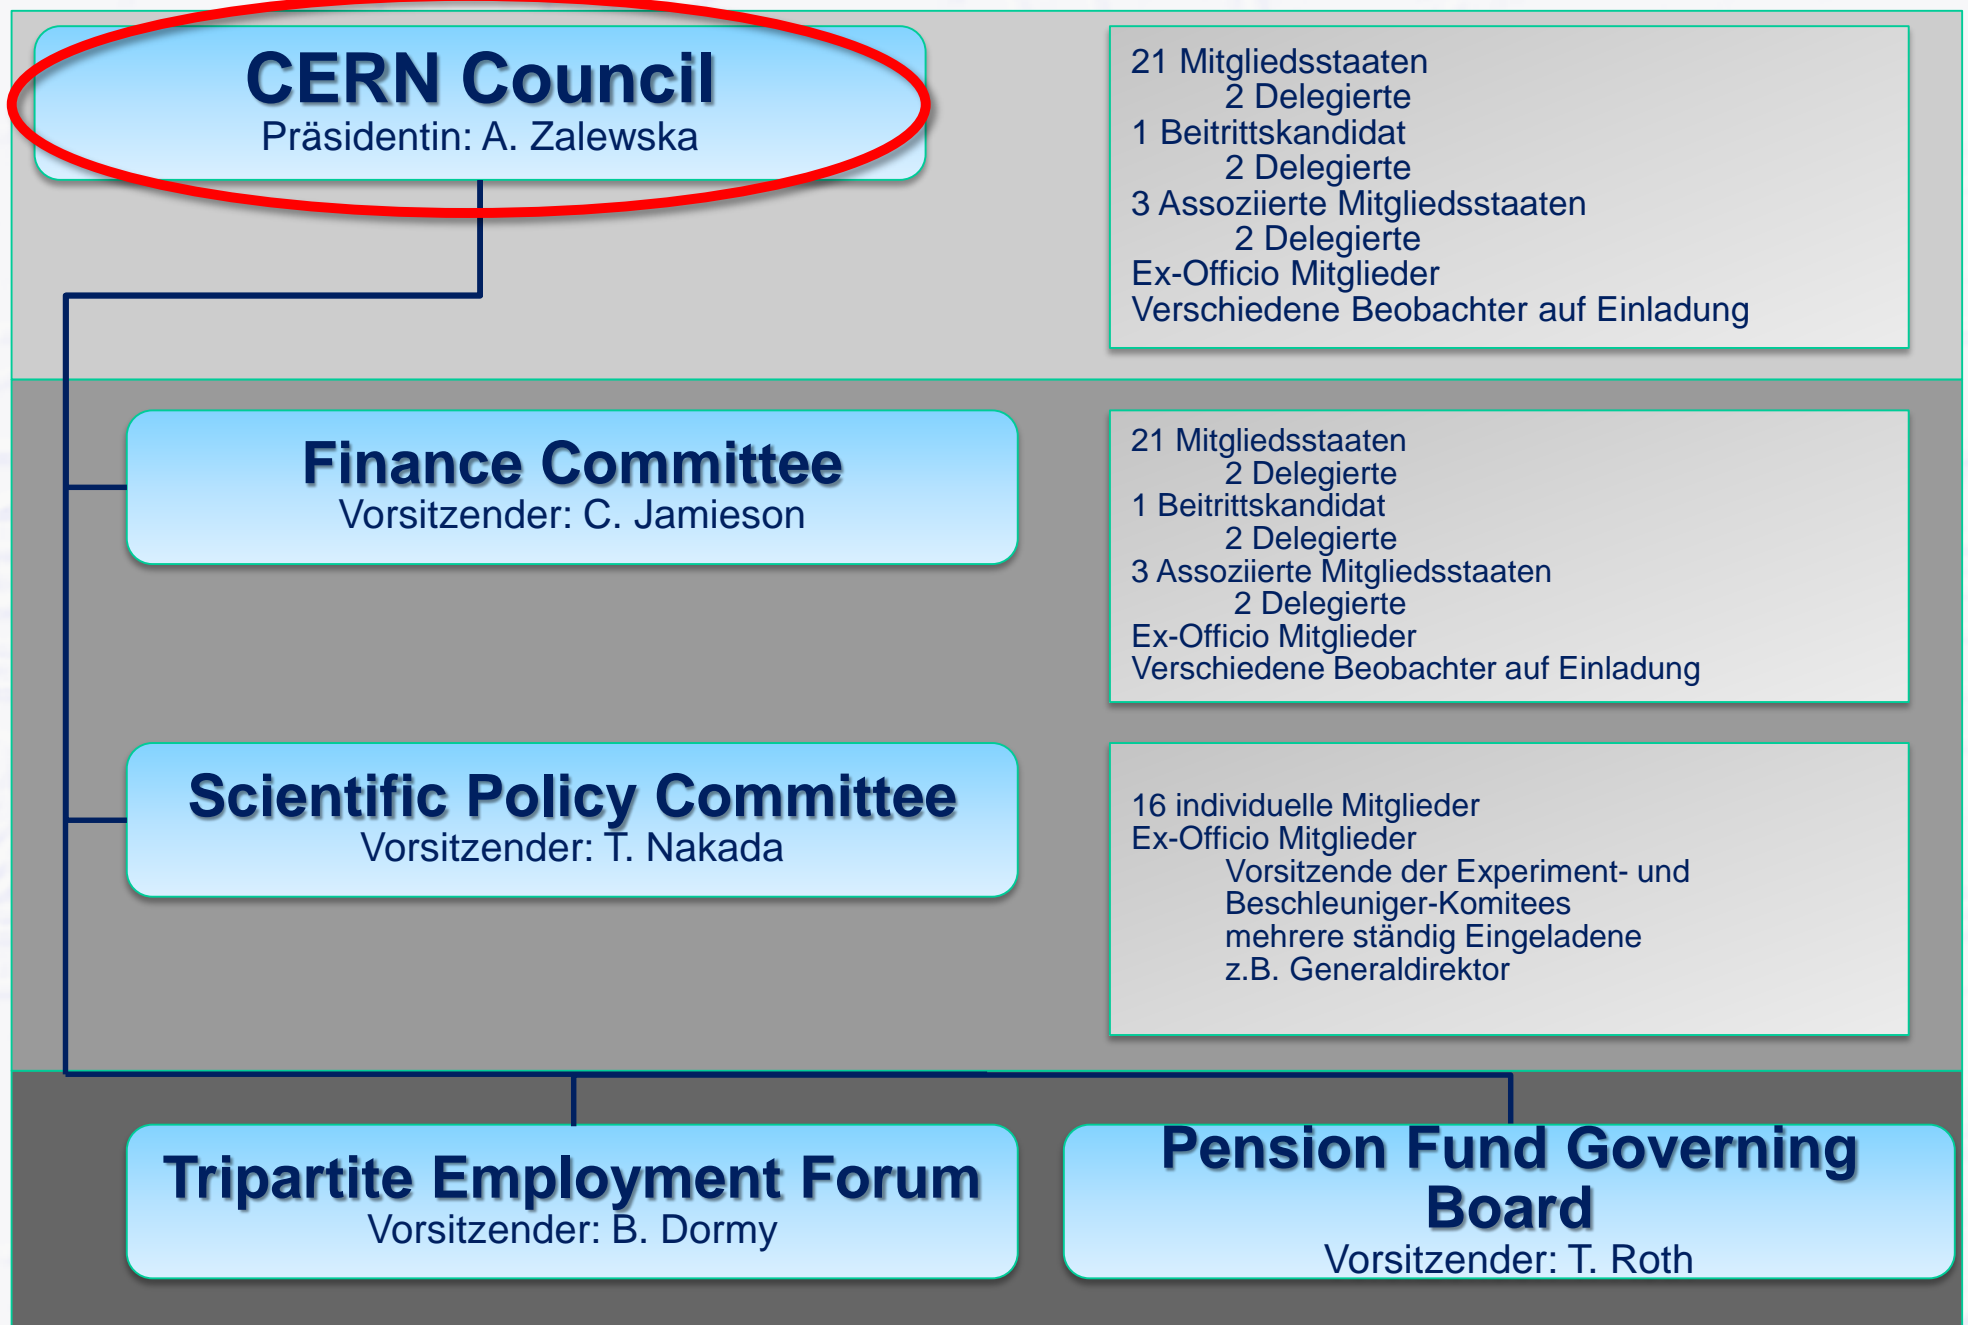 CERN Council
Präsidentin: A. Zalewska
21 Mitgliedsstaaten
2 Delegierte
1 Beitrittskandidat
2 Delegierte
3 Assoziierte Mitgliedsstaaten
2 Delegierte
Ex-Officio Mitglieder
Verschiedene Beobachter auf Einladung
Finance Committee
Vorsitzender: C. Jamieson
21 Mitgliedsstaaten
2 Delegierte
1 Beitrittskandidat
2 Delegierte
3 Assoziierte Mitgliedsstaaten
2 Delegierte
Ex-Officio Mitglieder
Verschiedene Beobachter auf Einladung
Scientific Policy Committee
Vorsitzender: T. Nakada
16 individuelle Mitglieder
Ex-Officio Mitglieder
Vorsitzende der Experiment- und
Beschleuniger-Komitees
mehrere ständig Eingeladene
z.B. Generaldirektor
Tripartite Employment Forum
Vorsitzender: B. Dormy
Pension Fund Governing
Board
Vorsitzender: T. Roth